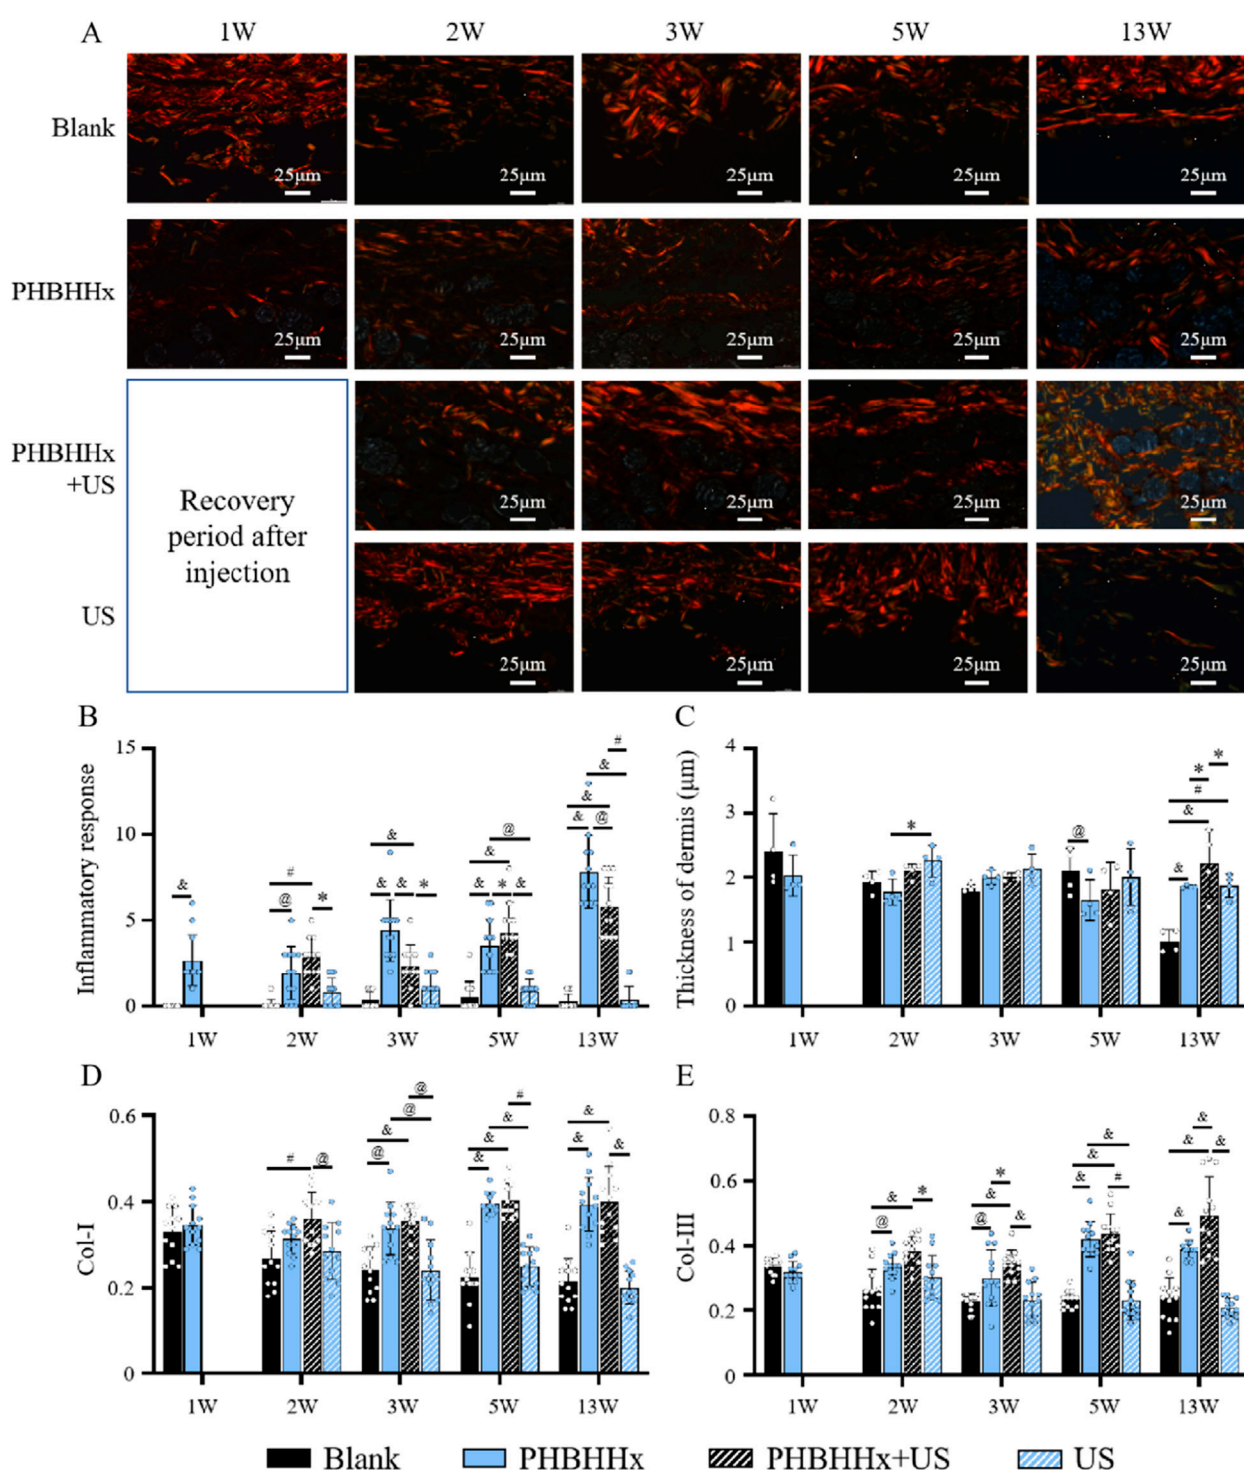 A
1W 2W 3W 5W 13W
Blank
25μm 25μm 25μm 25μm 25μm
PHBHHx
25μm 25μm 25μm 25μm 25μm
PHBHHx
+US
Recovery
period after
injection
25μm 25μm 25μm 25μm
US
25μm 25μm 25μm 25μm
B
Inflammatory response
15
10
5
0
& # @ * & & & * @ & & * & # & & & @
1W 2W 3W 5W 13W
C
Thickness of dermis (μm)
4
3
2
1
0
* @ * * # & &
1W 2W 3W 5W 13W
D
Col-I
0.6
0.4
0.2
0
# @ @ @ & @ # & & & & & &
1W 2W 3W 5W 13W
E
Col-III
0.8
0.6
0.4
0.2
0
& * @ * & @ & & & & # & & & &
1W 2W 3W 5W 13W
Blank PHBHHx PHBHHx+US US